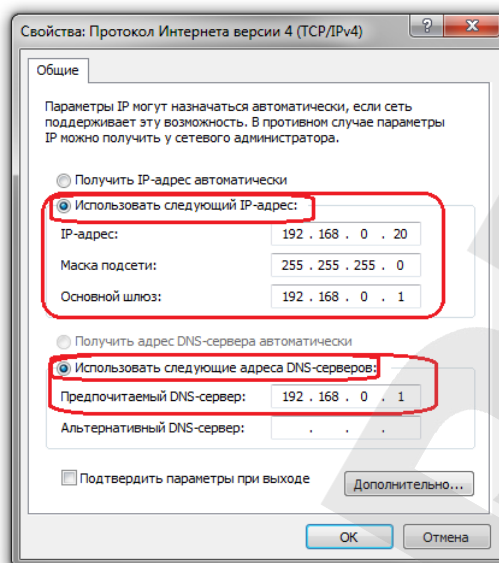 Свойства: Протокол Интернета версии 4 (TCP/IPv4)
Общие
Параметры IP могут назначаться автоматически, если сеть
поддерживает эту возможность. В противном случае параметры
IP можно получить у сетевого администратора.
Получить IP-адрес автоматически
Использовать следующий IP-адрес:
IP-адрес: 192 . 168 . 0 . 20
Маска подсети: 255 . 255 . 255 . 0
Основной шлюз: 192 . 168 . 0 . 1
Получить адрес DNS-сервера автоматически
Использовать следующие адреса DNS-серверов:
Предпочитаемый DNS-сервер: 192 . 168 . 0 . 1
Альтернативный DNS-сервер: . . .
Подтвердить параметры при выходе
Дополнительно...
OK Отмена